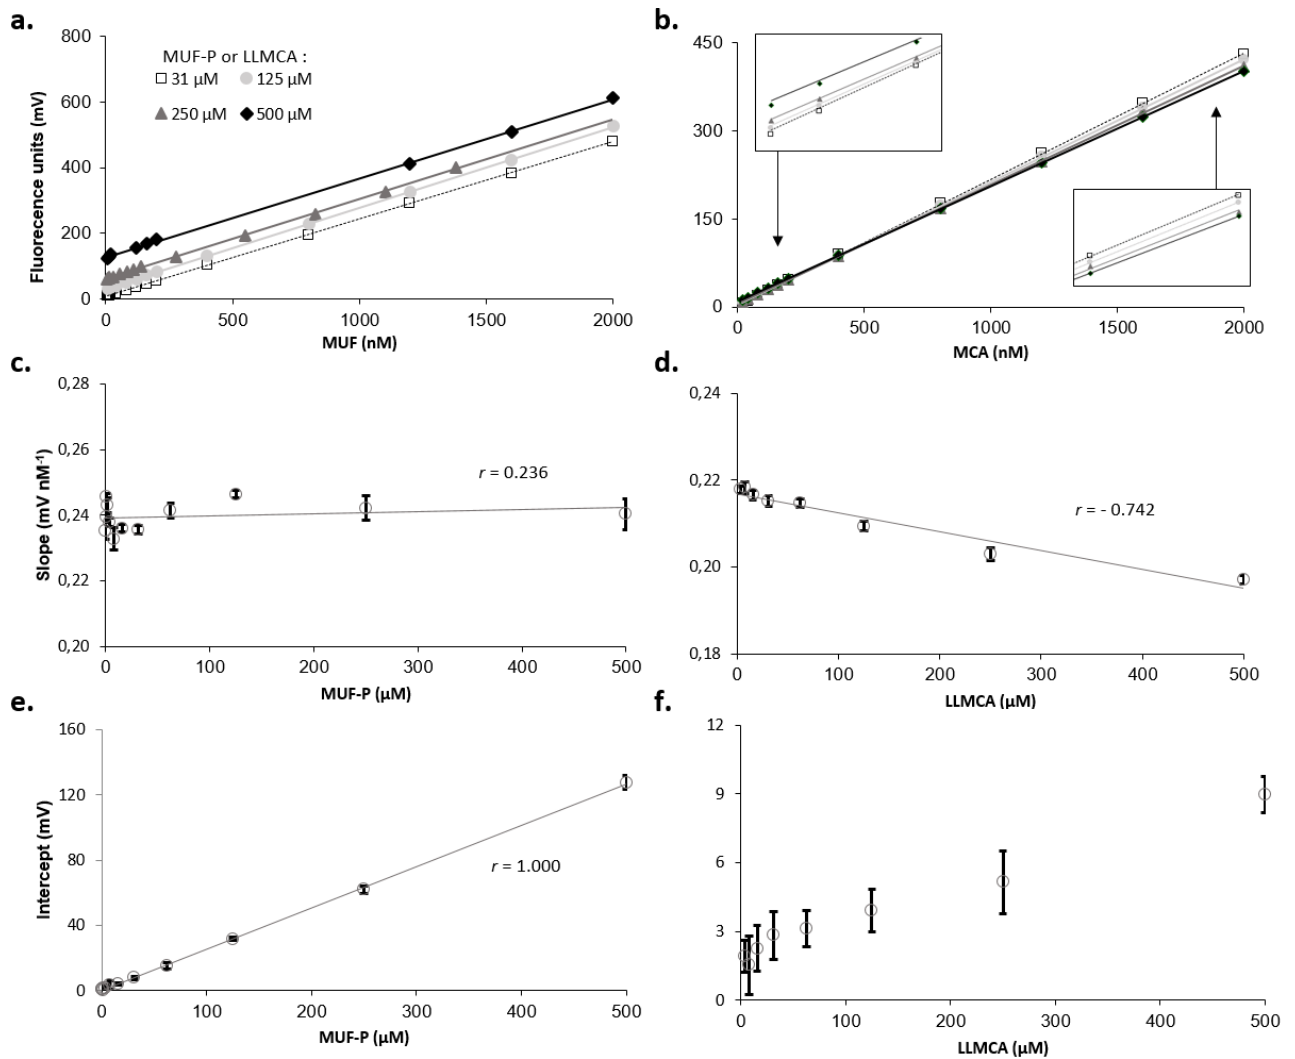 a.
800
600
400
200
0
Fluorecence units (mV)
MUF-P or LLMCA :
31 µM
125 µM
250 µM
500 µM
0
500
1000
1500
2000
MUF (nM)
b.
450
300
150
0
0
500
1000
1500
2000
MCA (nM)
c.
0,28
0,26
0,24
0,22
0,20
Slope (mV nM-1)
r = 0.236
0
100
200
300
400
500
MUF-P (µM)
d.
0,24
0,22
0,20
0,18
r = - 0.742
0
100
200
300
400
500
LLMCA (µM)
e.
160
120
80
40
0
Intercept (mV)
r = 1.000
0
100
200
300
400
500
MUF-P (µM)
f.
12
9
6
3
0
0
100
200
300
400
500
LLMCA (µM)